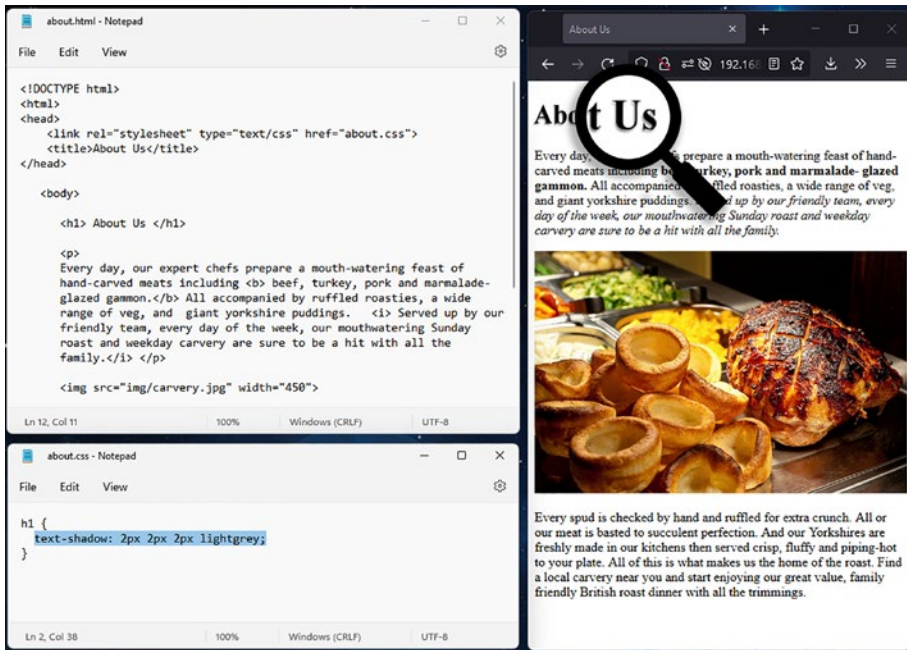 about.html - Notepad
File Edit View
<!DOCTYPE html>
<html>
<head>
<link rel="stylesheet" type="text/css" href="about.css">
<title>About Us</title>
</head>
<body>
<h1> About Us </h1>
<p>
Every day, our expert chefs prepare a mouth-watering feast of
hand-carved meats including <b> beef, turkey, pork and marmalade-
glazed gammon.</b> All accompanied by ruffled roasties, a wide
range of veg, and giant yorkshire puddings. <i> Served up by our
friendly team, every day of the week, our mouthwatering Sunday
roast and weekday carvery are sure to be a hit with all the
family.</i> </p>
<img src="img/carvery.jpg" width="450">
Ln 12, Col 11 100% Windows (CRLF) UTF-8
about.css - Notepad
File Edit View
h1 {
text-shadow: 2px 2px 2px lightgrey;
}
Ln 2, Col 38 100% Windows (CRLF) UTF-8
About Us
192.168
About Us
Every day, prepare a mouth-watering feast of hand-
carved meats including turkey, pork and marmalade- glazed
gammon. All accompanied ruffled roasties, a wide range of veg,
and giant yorkshire puddings. up by our friendly team, every
day of the week, our mouthwatering Sunday roast and weekday
carvery are sure to be a hit with all the family.
Every spud is checked by hand and ruffled for extra crunch. All or
our meat is basted to succulent perfection. And our Yorkshires are
freshly made in our kitchens then served crisp, fluffy and piping-hot
to your plate. All of this is what makes us the home of the roast. Find
a local carvery near you and start enjoying our great value, family
friendly British roast dinner with all the trimmings.